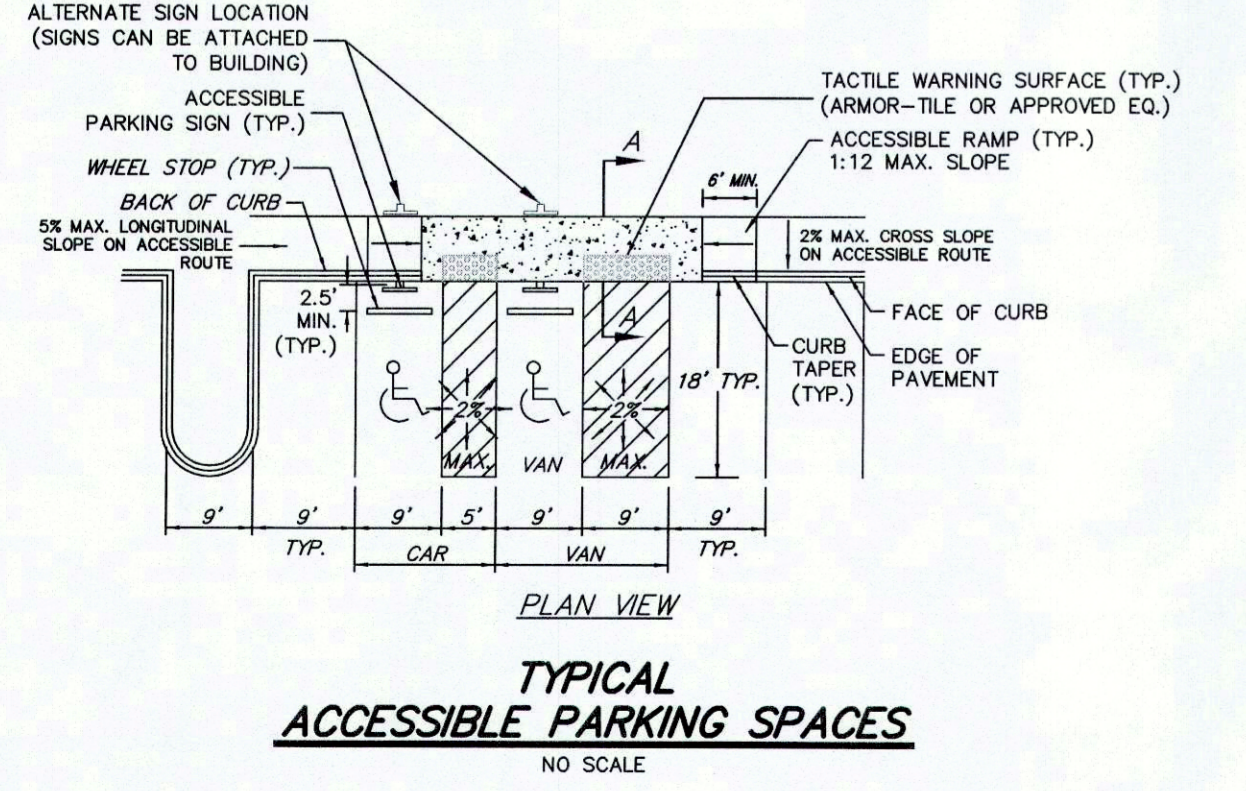 ALTERNATE SIGN LOCATION
(SIGNS CAN BE ATTACHED
TO BUILDING)
ACCESSIBLE
PARKING SIGN (TYP.)
WHEEL STOP (TYP.)
BACK OF CURB
5% MAX. LONGITUDINAL
SLOPE ON ACCESSIBLE
ROUTE
2.5'
MIN.
(TYP.)
TACTILE WARNING SURFACE (TYP.)
(ARMOR-TILE OR APPROVED EQ.)
A
ACCESSIBLE RAMP (TYP.)
1:12 MAX. SLOPE
6' MIN.
2% MAX. CROSS SLOPE
ON ACCESSIBLE ROUTE
A
FACE OF CURB
CURB
TAPER
(TYP.)
EDGE OF
PAVEMENT
18' TYP.
2%
MAX.
VAN
2%
MAX.
9'
9'
TYP.
9'
5'
9'
9'
9'
TYP.
CAR
VAN
PLAN VIEW
TYPICAL
ACCESSIBLE PARKING SPACES
NO SCALE